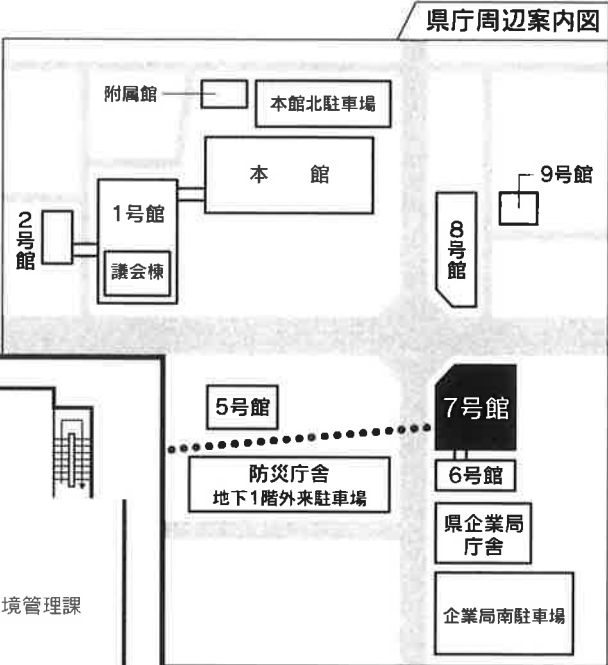 県庁周辺案内図
附属館
本館北駐車場
本　館
9号館
1号館
2号館
8号館
議会棟
5号館
7号館
防災庁舎
地下1階外来駐車場
6号館
県企業局
庁舎
境管理課
企業局南駐車場